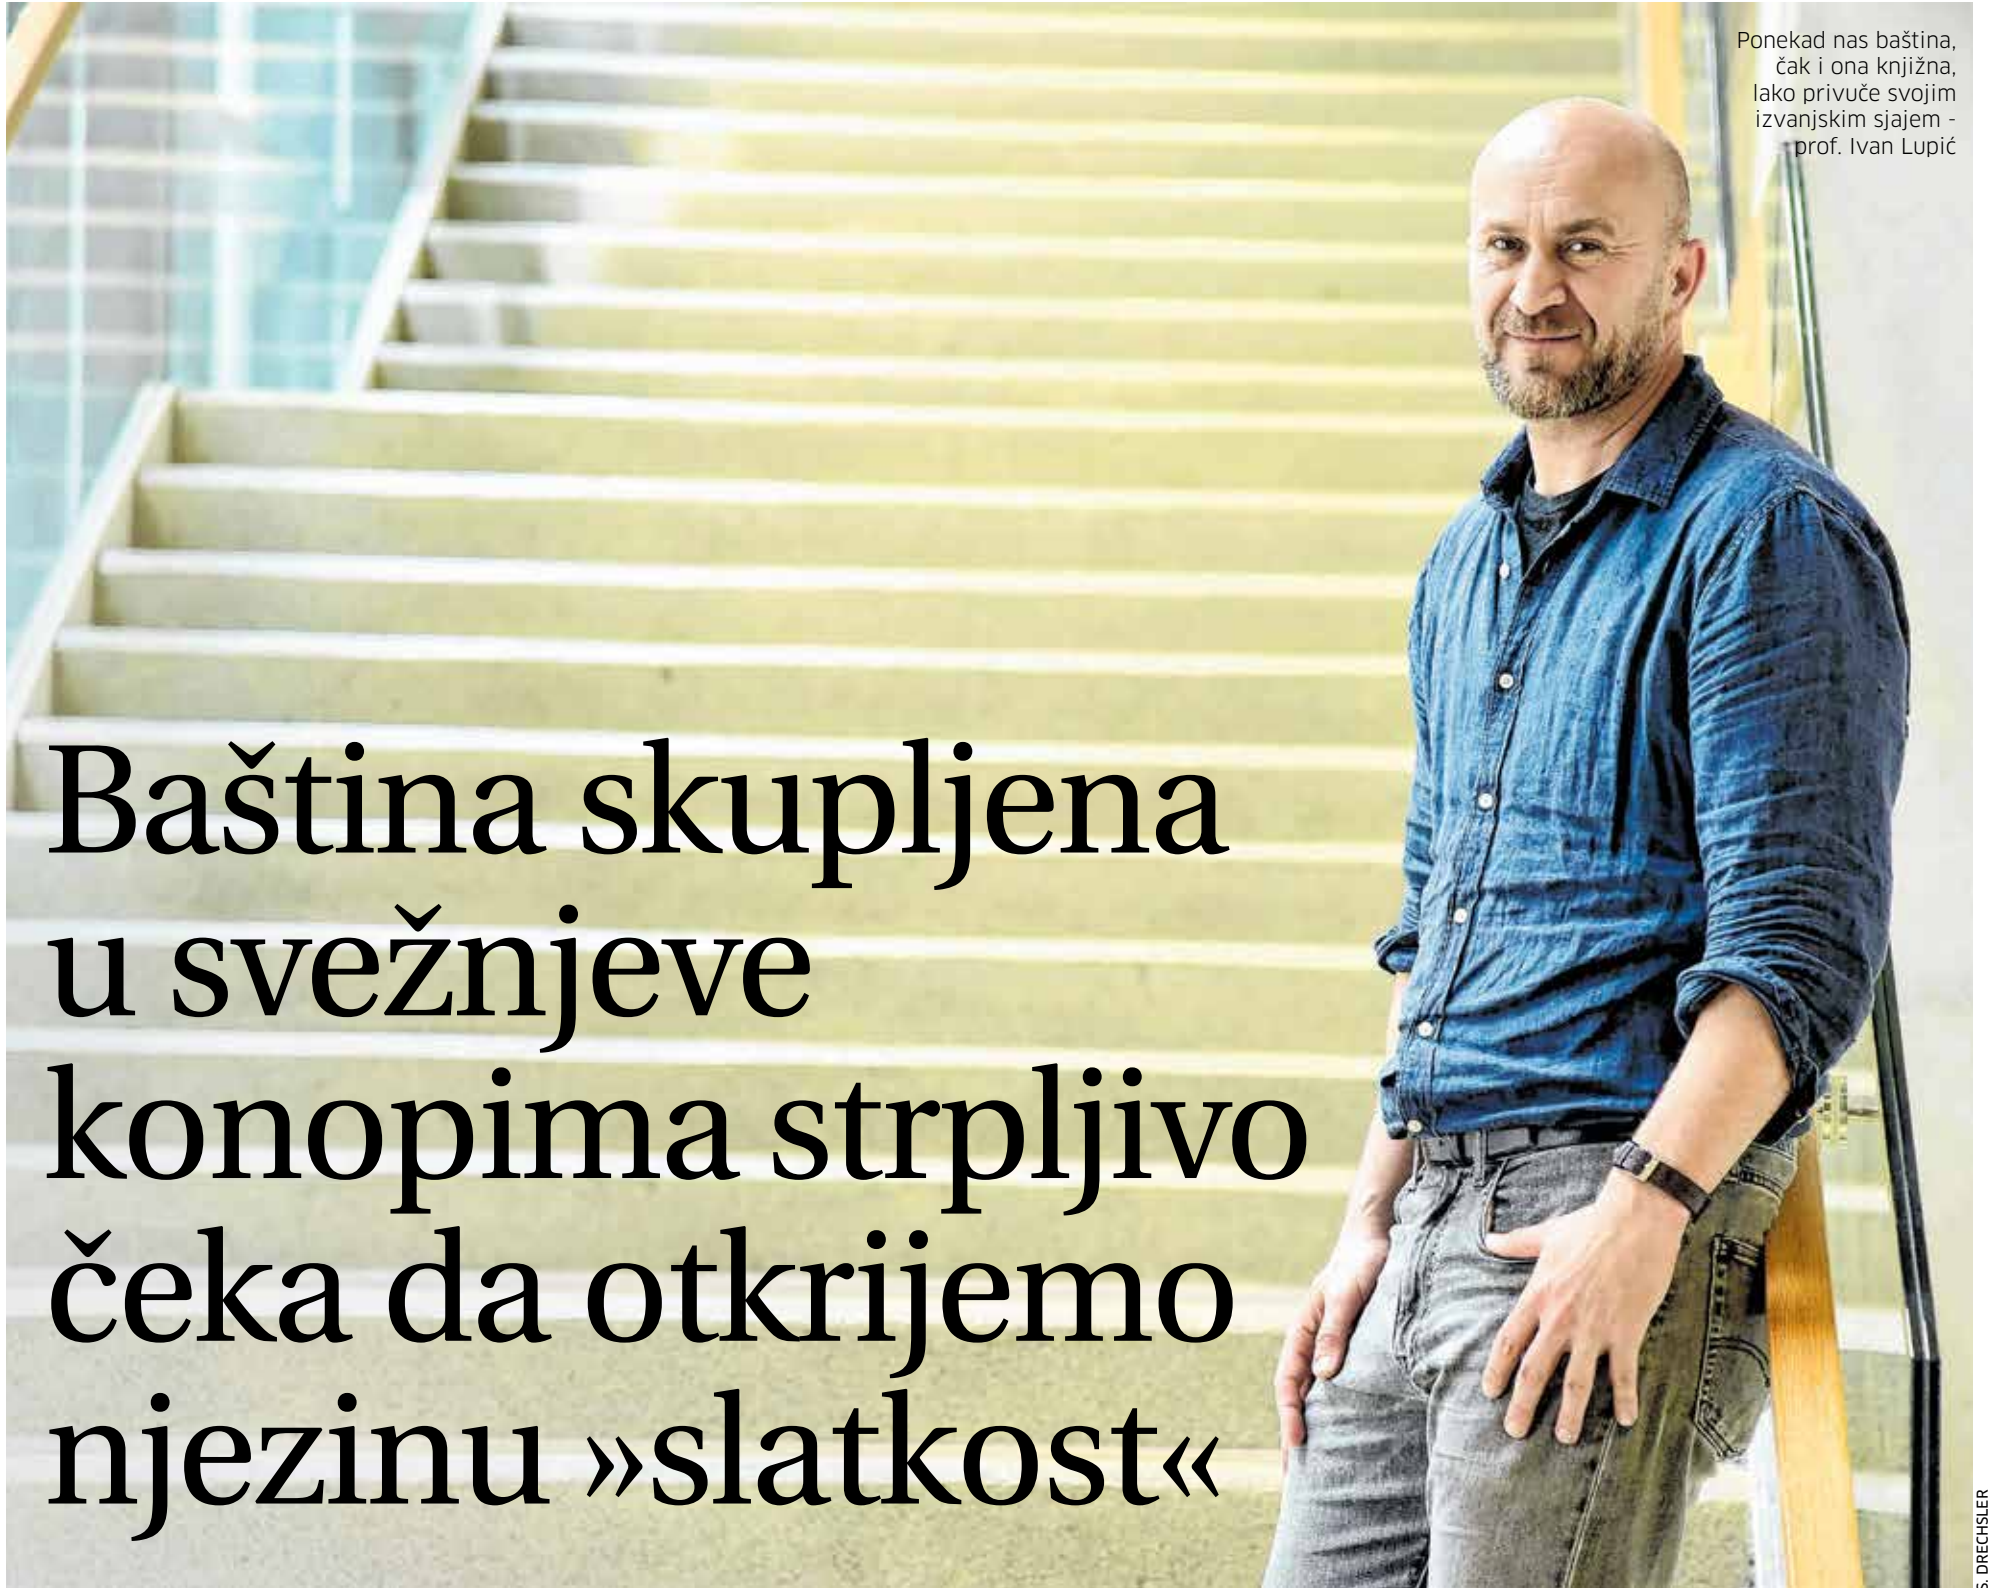 Ponekad nas baština,
čak i ona knjižna,
lako privuče svojim
izvanjskim sjajem -
prof. Ivan Lupić
Baština skupljena
u svežnjeve
konopima strpljivo
čeka da otkrijemo
njezinu »slatkost«
S. DRECHSLER